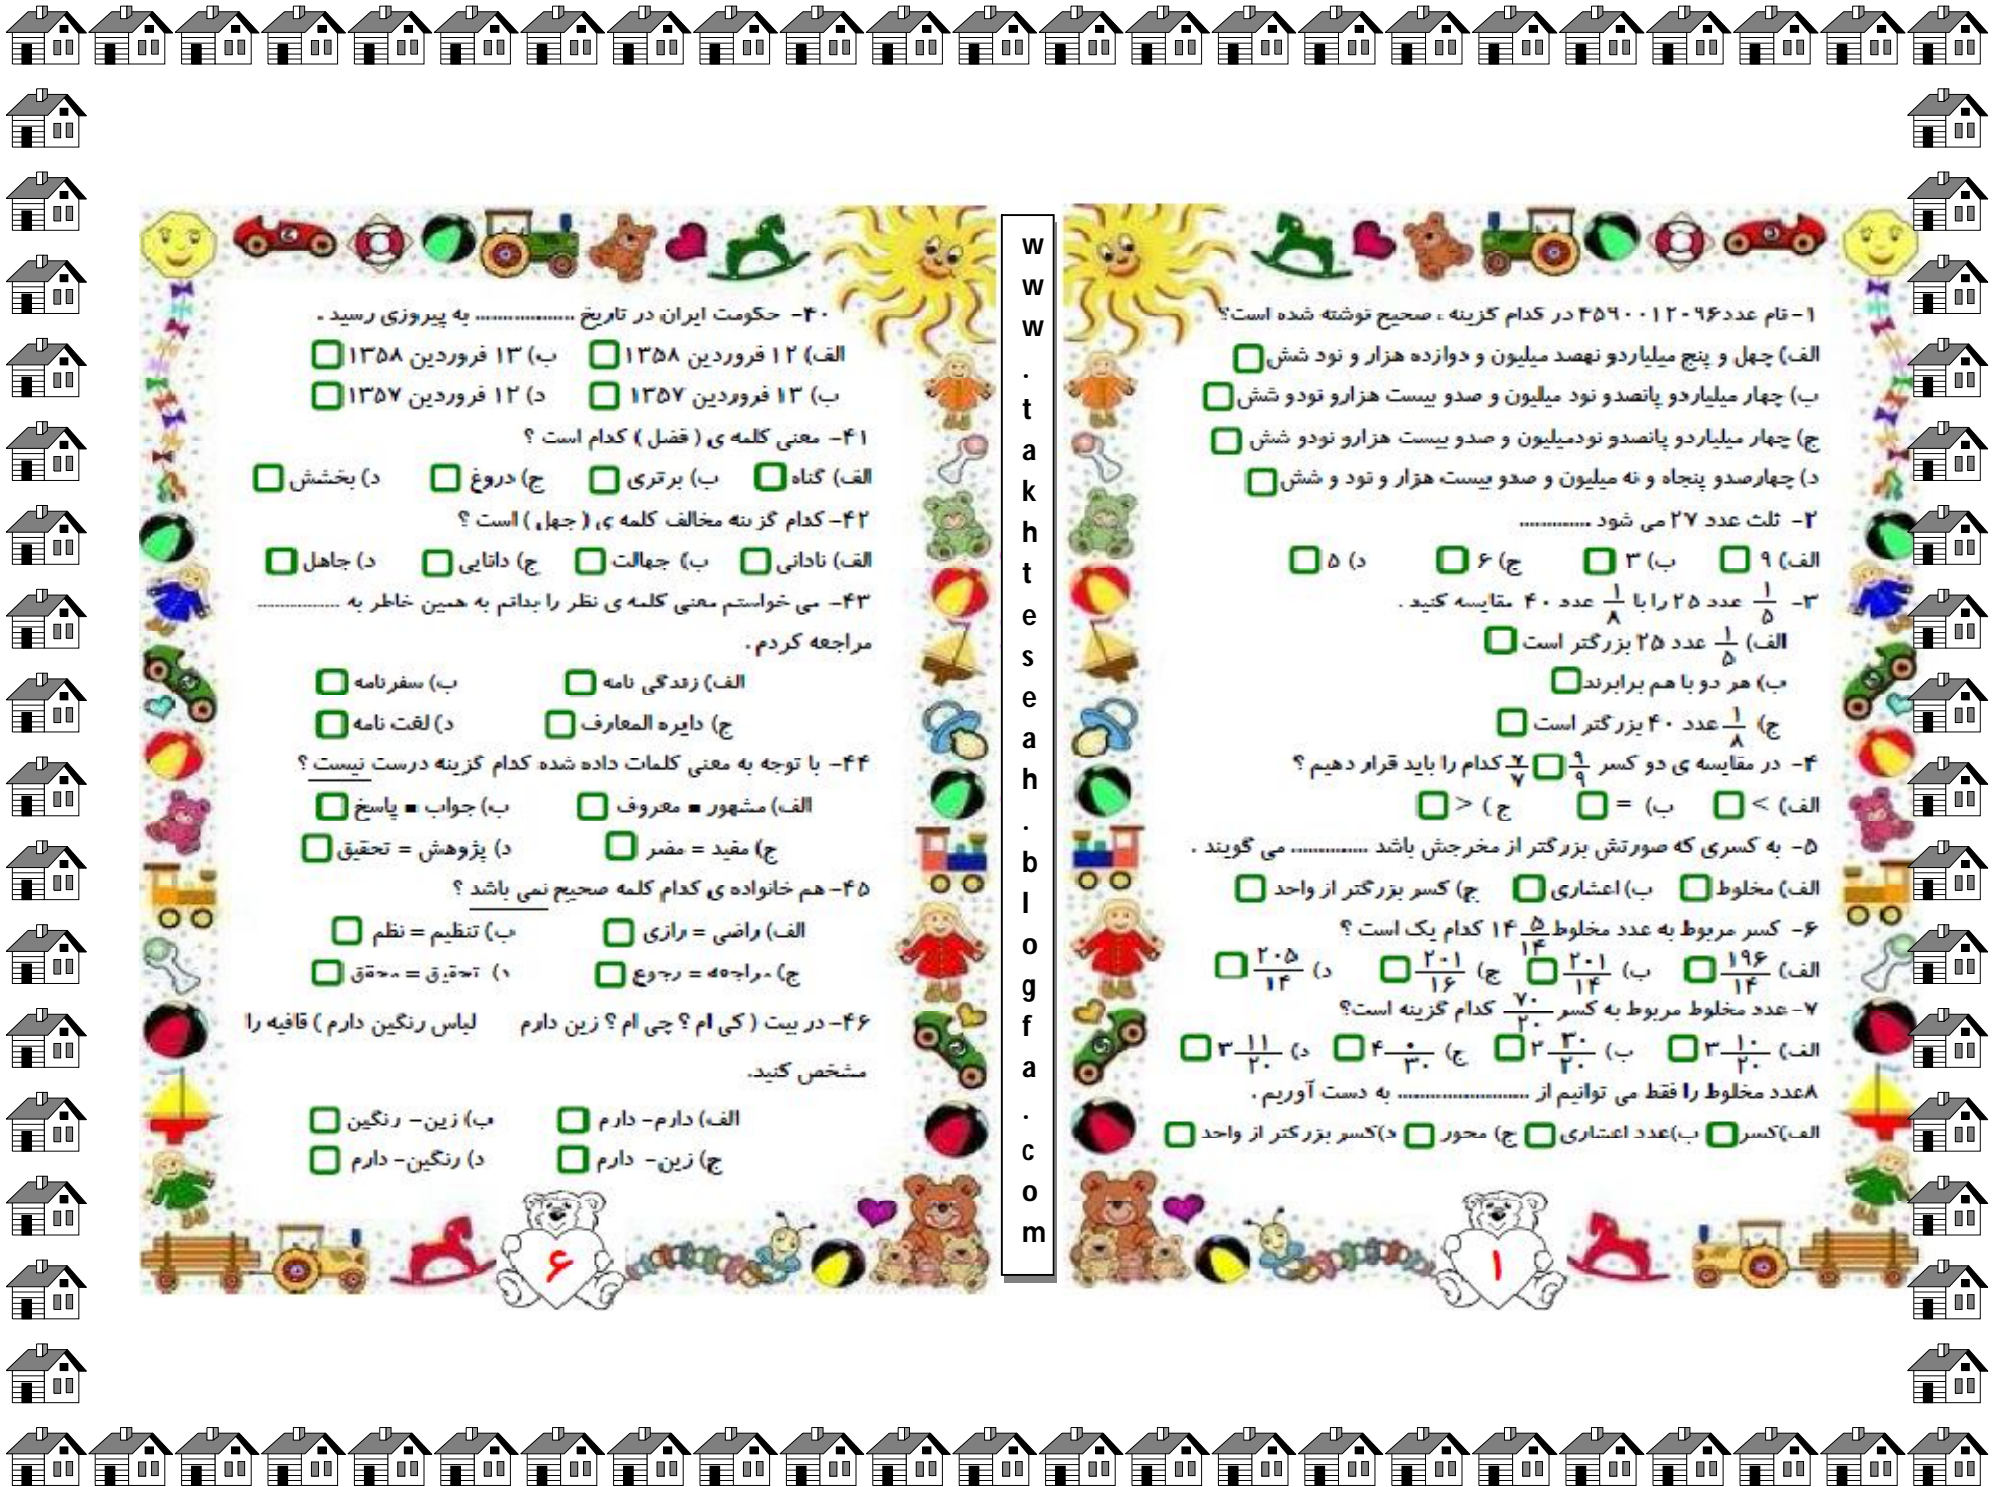 ۱- نام عدد ۴۵۹۰۰۱۲۰۹۶ در کدام گزینه ، صحیح نوشته شده است؟
الف) چهل و پنج میلیاردو نهصد میلیون و دوازده هزار و نود شش
ب) چهار میلیاردو پانصدو نود میلیون و صدو بیست هزارو نودو شش
ج) چهار میلیاردو پانصدو نودمیلیون و صدو بیست هزارو نودو شش
د) چهارصدو پنجاه و نه میلیون و صدو بیست هزار و نود و شش
۲- ثلث عدد ۲۷ می شود ..............
الف) ۹ ب) ۳ ج) ۶ د) ۵
۳- ۱/۵ عدد ۲۵ را با ۱/۸ عدد ۴۰ مقایسه کنید .
الف) ۱/۵ عدد ۲۵ بزرگتر است
ب) هر دو با هم برابرند
ج) ۱/۸ عدد ۴۰ بزرگتر است
۴- در مقایسه ی دو کسر ۹/۹ ۷/۷ کدام را باید قرار دهیم ؟
الف) > ب) = ج) <
۵- به کسری که صورتش بزرگتر از مخرجش باشد ............... می گویند .
الف) مخلوط ب) اعشاری ج) کسر بزرگتر از واحد
۶- کسر مربوط به عدد مخلوط ۱۴ ۵/۱۴ کدام یک است ؟
الف) ۱۹۶/۱۴ ب) ۲۰۱/۱۴ ج) ۲۰۱/۱۶ د) ۲۰۵/۱۴
۷- عدد مخلوط مربوط به کسر ۷۰/۲۰ کدام گزینه است؟
الف) ۳ ۱۰/۲۰ ب) ۲ ۳۰/۲۰ ج) ۴ ۰/۳۰ د) ۳ ۱۱/۲۰
۸عدد مخلوط را فقط می توانیم از .......................... به دست آوریم .
الف)کسر ب)عدد اعشاری ج) محور د)کسر بزرگتر از واحد
۱
www.takhteseah.blogfa.com
۴۰- حکومت ایران در تاریخ .................... به پیروزی رسید .
الف) ۱۲ فروردین ۱۳۵۸ ب) ۱۳ فروردین ۱۳۵۸
ب) ۱۳ فروردین ۱۳۵۷ د) ۱۲ فروردین ۱۳۵۷
۴۱- معنی کلمه ی ( فضل ) کدام است ؟
الف) گناه ب) برتری ج) دروغ د) بخشش
۴۲- کدام گزینه مخالف کلمه ی ( جهل ) است ؟
الف) نادانی ب) جهالت ج) دانایی د) جاهل
۴۳- می خواستم معنی کلمه ی نظر را بدانم به همین خاطر به .................
مراجعه کردم .
الف) زندگی نامه ب) سفرنامه
ج) دایره المعارف د) لغت نامه
۴۴- با توجه به معنی کلمات داده شده کدام گزینه درست نیست ؟
الف) مشهور = معروف ب) جواب = پاسخ
ج) مفید = مضر د) پژوهش = تحقیق
۴۵- هم خانواده ی کدام کلمه صحیح نمی باشد ؟
الف) راضی = رازی ب) تنظیم = نظم
ج) مراجعه = رجوع د) تحقیق = محقق
۴۶- در بیت ( کی ام ؟ چی ام ؟ زین دارم لباس رنگین دارم ) قافیه را
مشخص کنید.
الف) دارم- دارم ب) زین- رنگین
ج) زین- دارم د) رنگین- دارم
۶